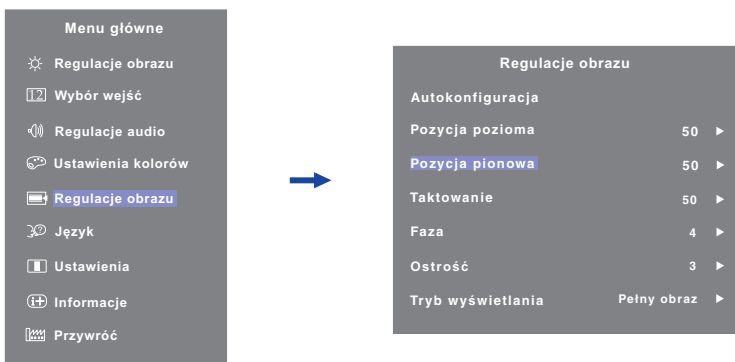 Menu główne
Regulacje obrazu
12 Wybór wejść
Regulacje audio
Ustawienia kolorów
Regulacje obrazu
Język
Ustawienia
Informacje
Przywróć
Regulacje obrazu
Autokonfiguracja
Pozycja pozioma 50
Pozycja pionowa 50
Taktowanie 50
Faza 4
Ostrość 3
Tryb wyświetlania Pełny obraz